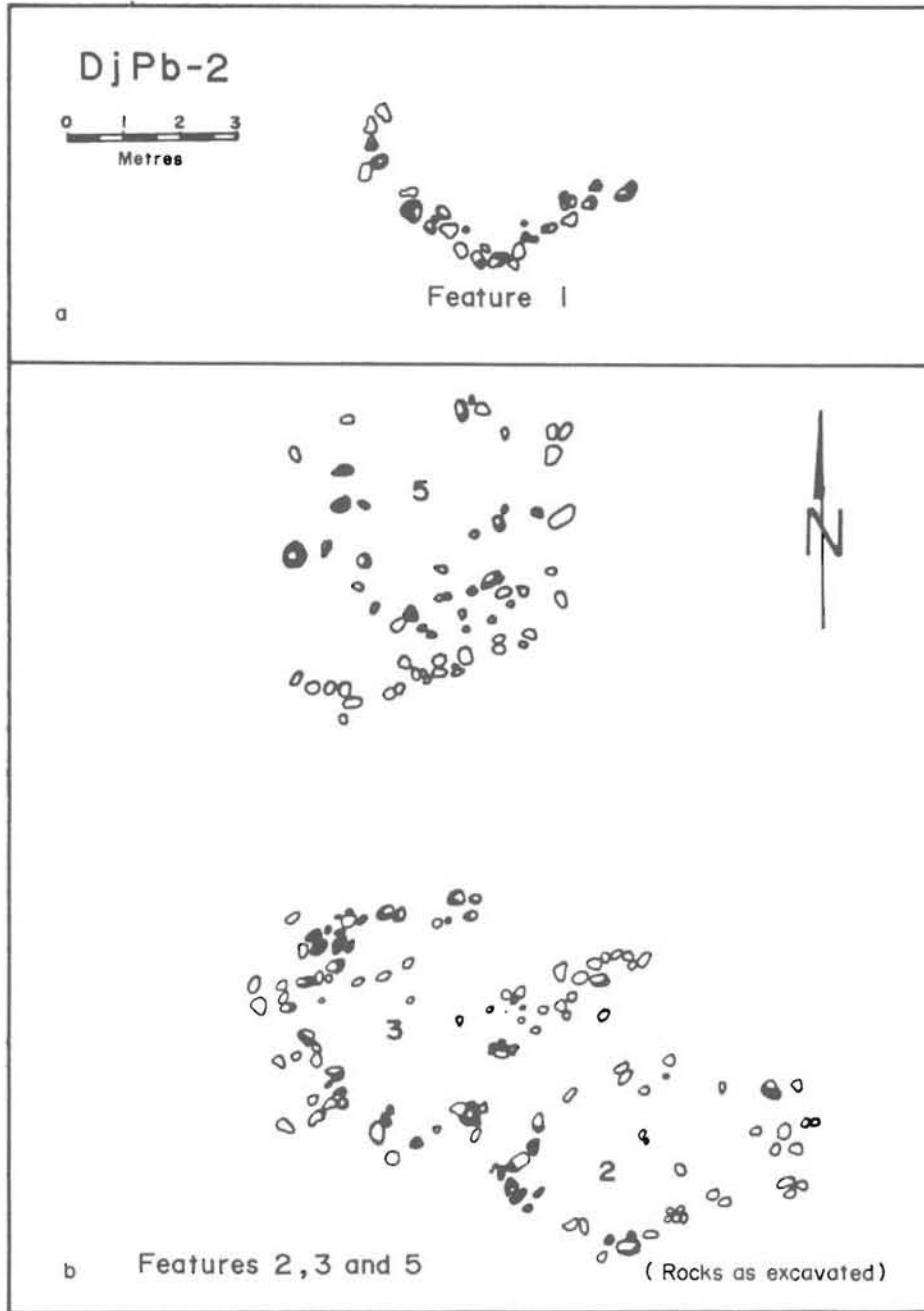 DjPb-2
0 1 2 3
Metres
Feature 1
a
5
N
3
2
b Features 2,3 and 5 (Rocks as excavated)